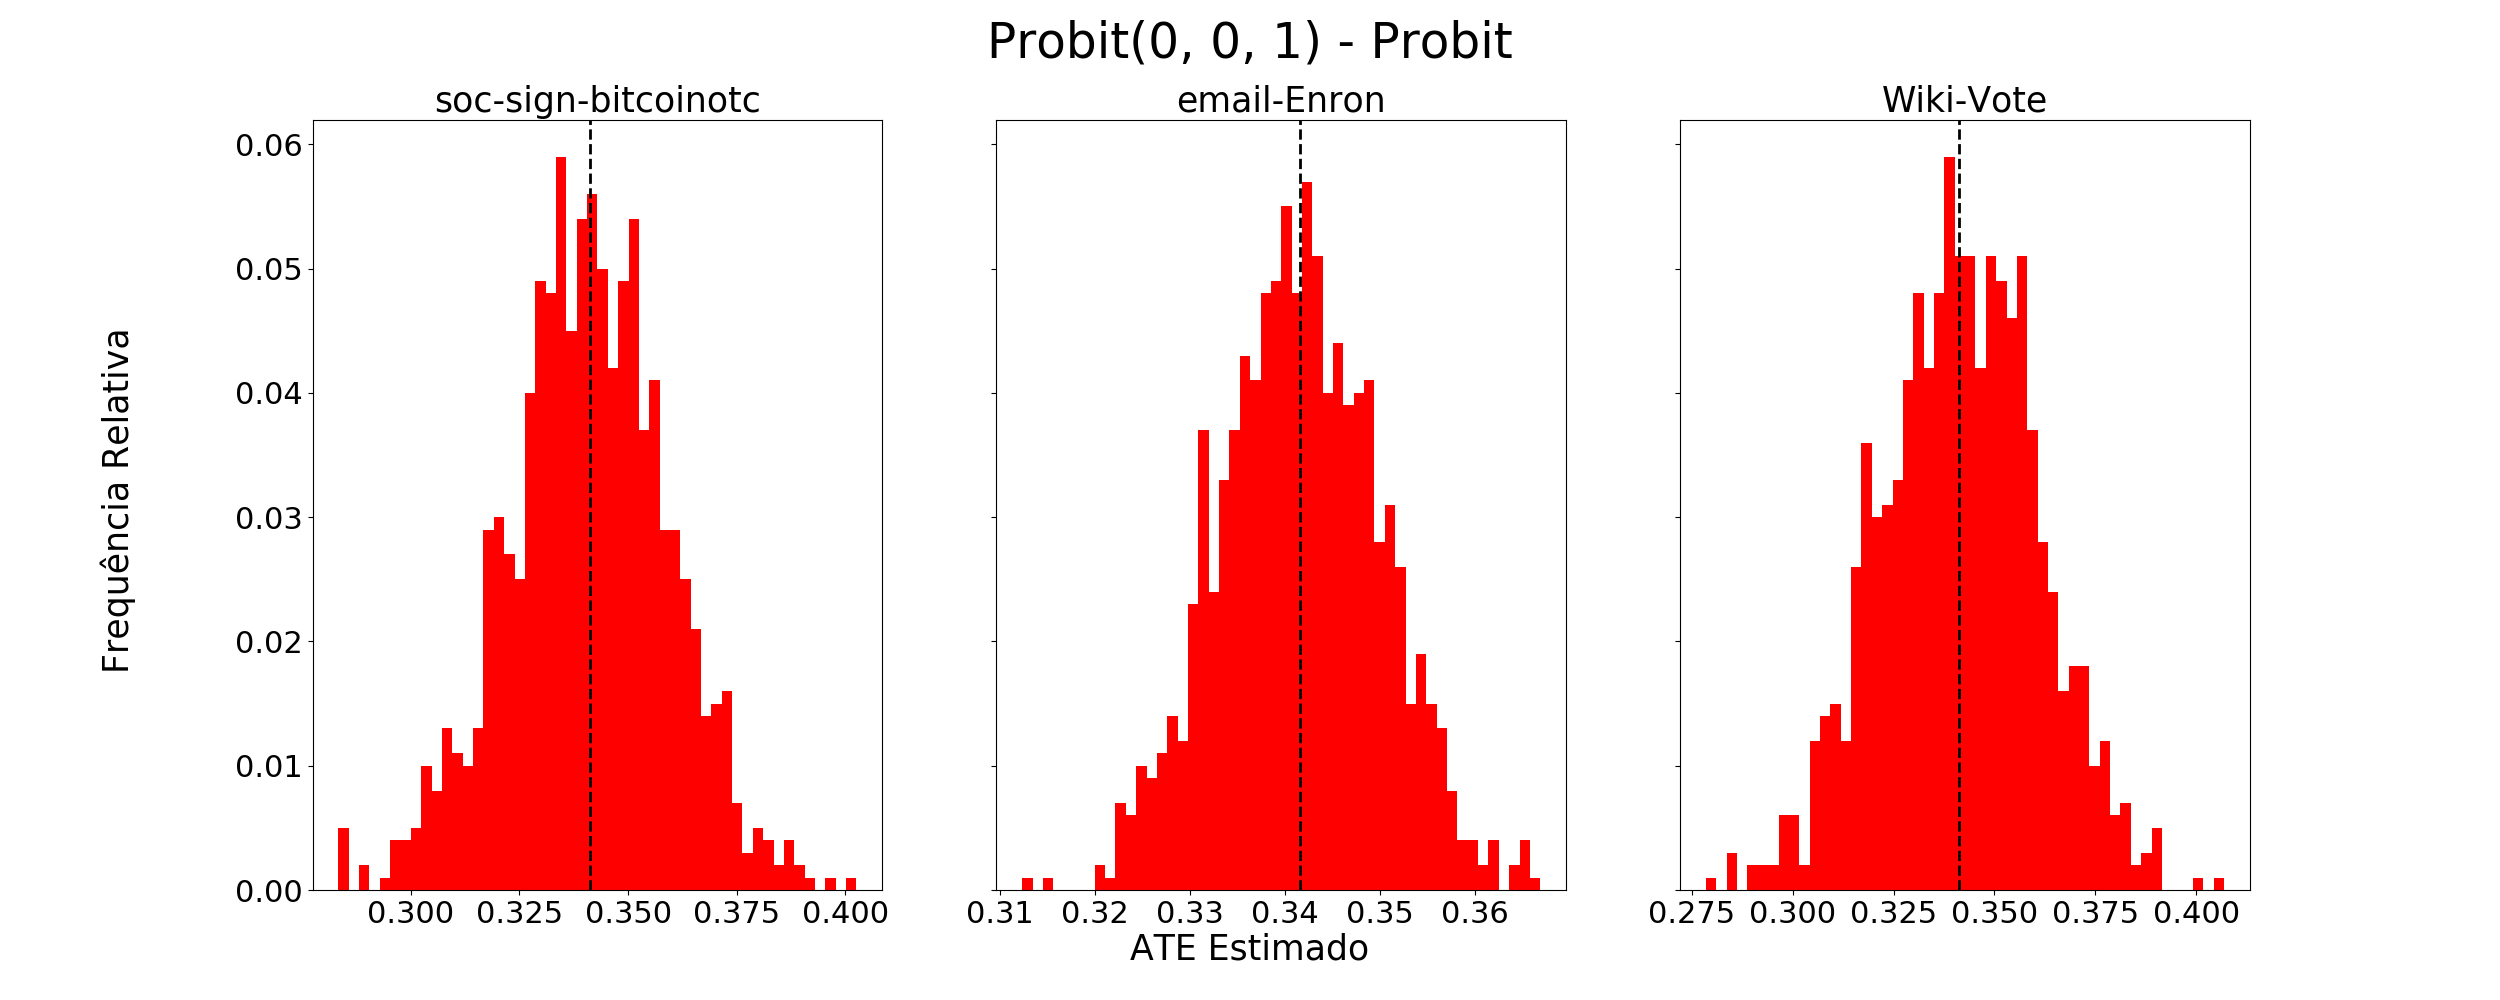 Probit(0, 0, 1) - Probit
soc-sign-bitcoinotc
email-Enron
Wiki-Vote
Frequência Relativa
0.06
0.05
0.04
0.03
0.02
0.01
0.00
0.300 0.325 0.350 0.375 0.400
0.31 0.32 0.33 0.34 0.35 0.36
0.275 0.300 0.325 0.350 0.375 0.400
ATE Estimado